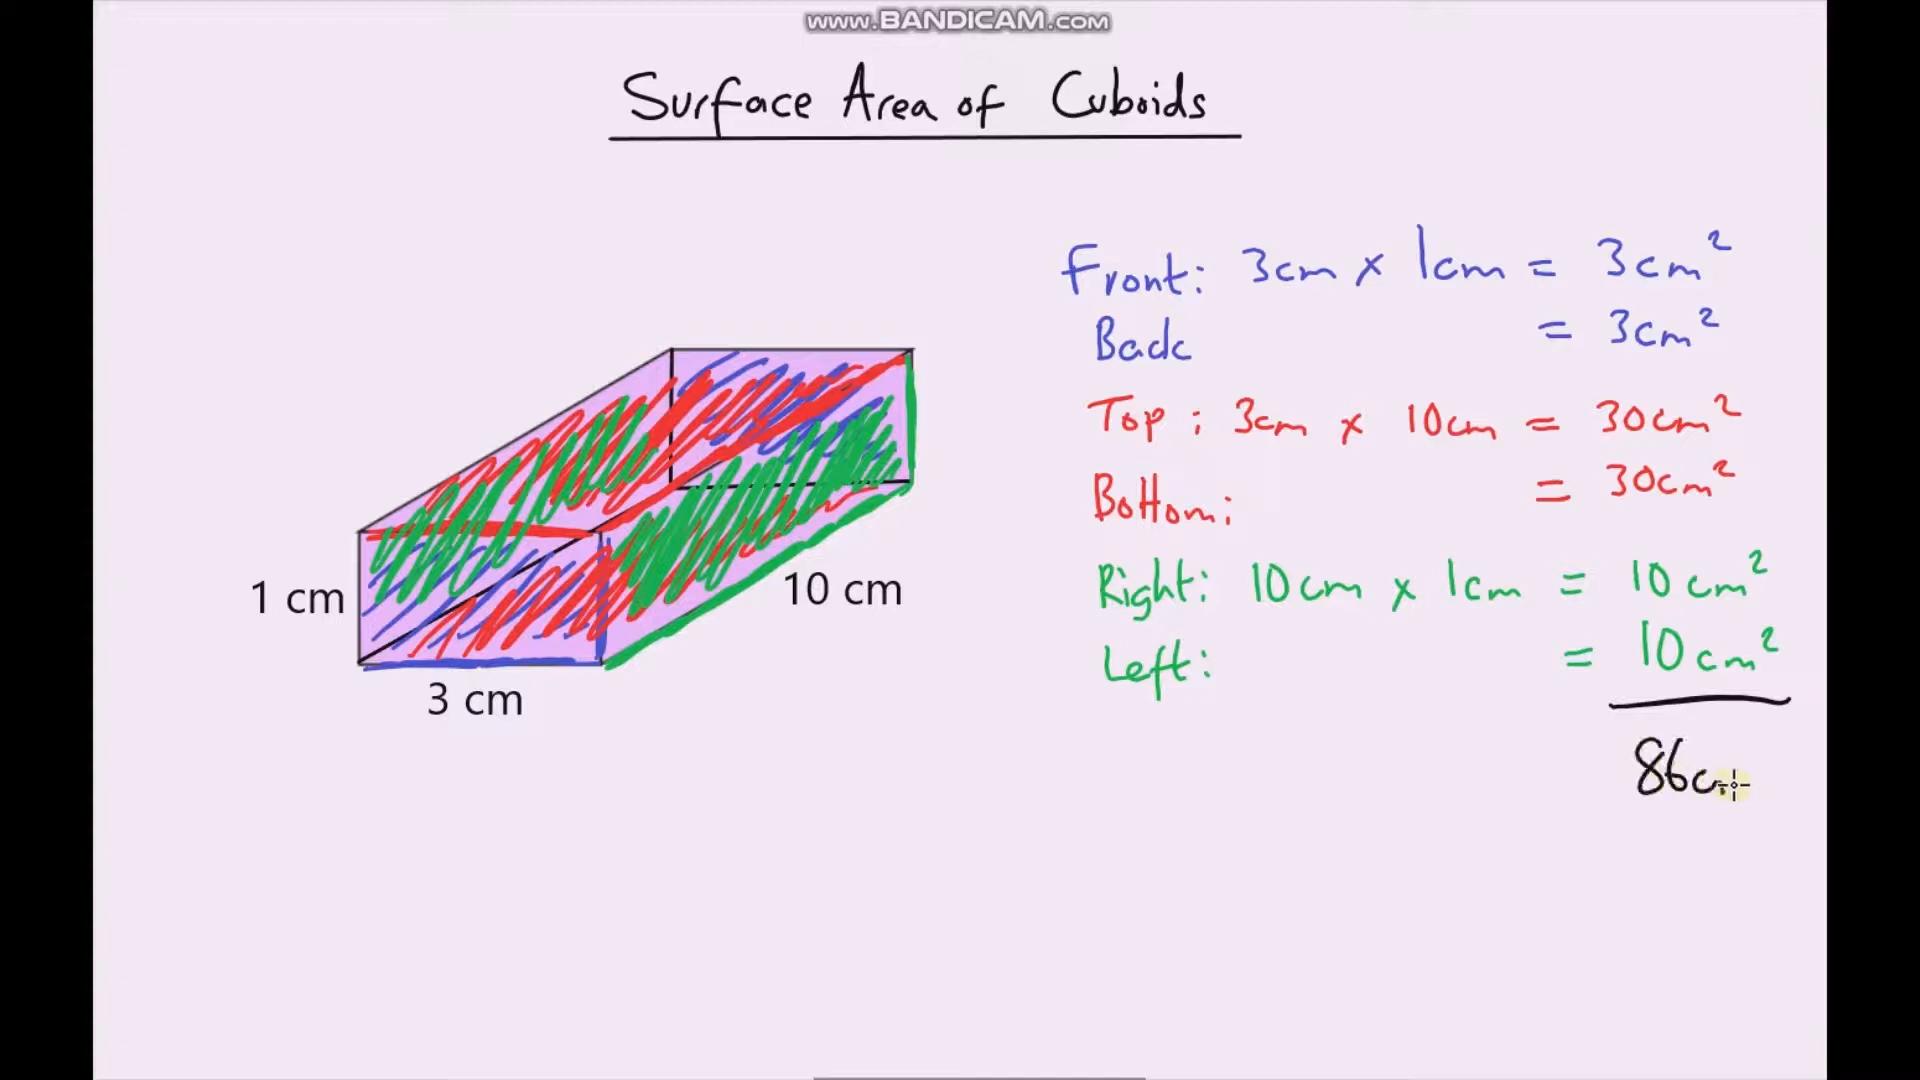 www.BANDICAM.com
Surface Area of Cuboids
Front: 3cm x 1cm = 3cm²
Back = 3cm²
Top : 3cm x 10cm = 30cm²
Bottom: = 30cm²
Right: 10cm x 1cm = 10cm²
Left: = 10cm²
86c
1 cm
10 cm
3 cm